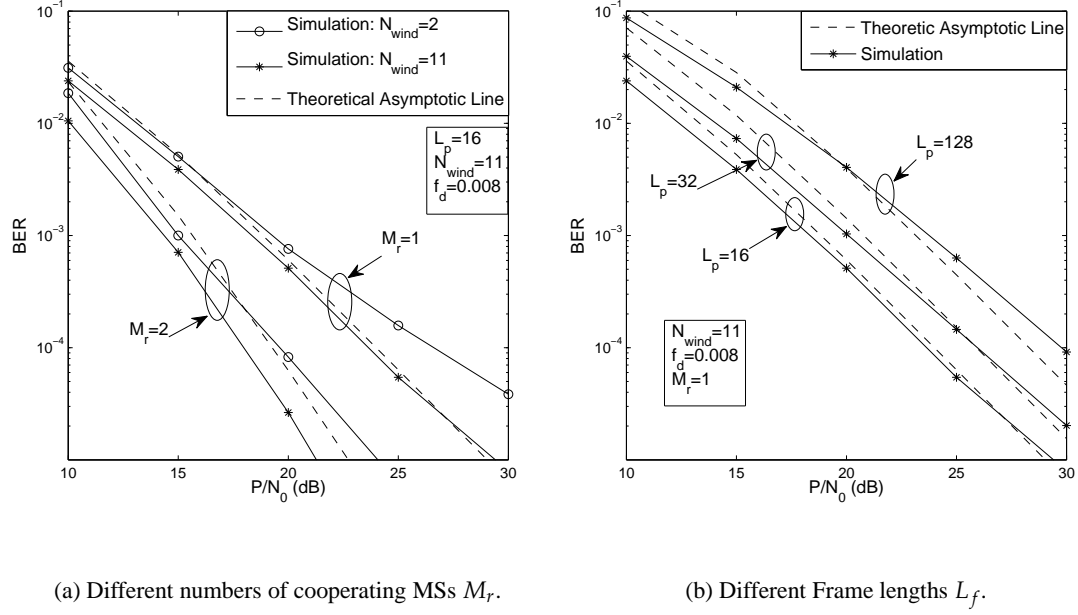 10^-1
10^-2
10^-3
10^-4
BER
10 15 20 25 30
P/N_0 (dB)
Simulation: N_wind=2
Simulation: N_wind=11
Theoretical Asymptotic Line
L_p=16
N_wind=11
f_d=0.008
M_r=1
M_r=2
(a) Different numbers of cooperating MSs M_r.
10^-1
10^-2
10^-3
10^-4
BER
10 15 20 25 30
P/N_0 (dB)
Theoretic Asymptotic Line
Simulation
L_p=128
L_p=32
L_p=16
N_wind=11
f_d=0.008
M_r=1
(b) Different Frame lengths L_f.